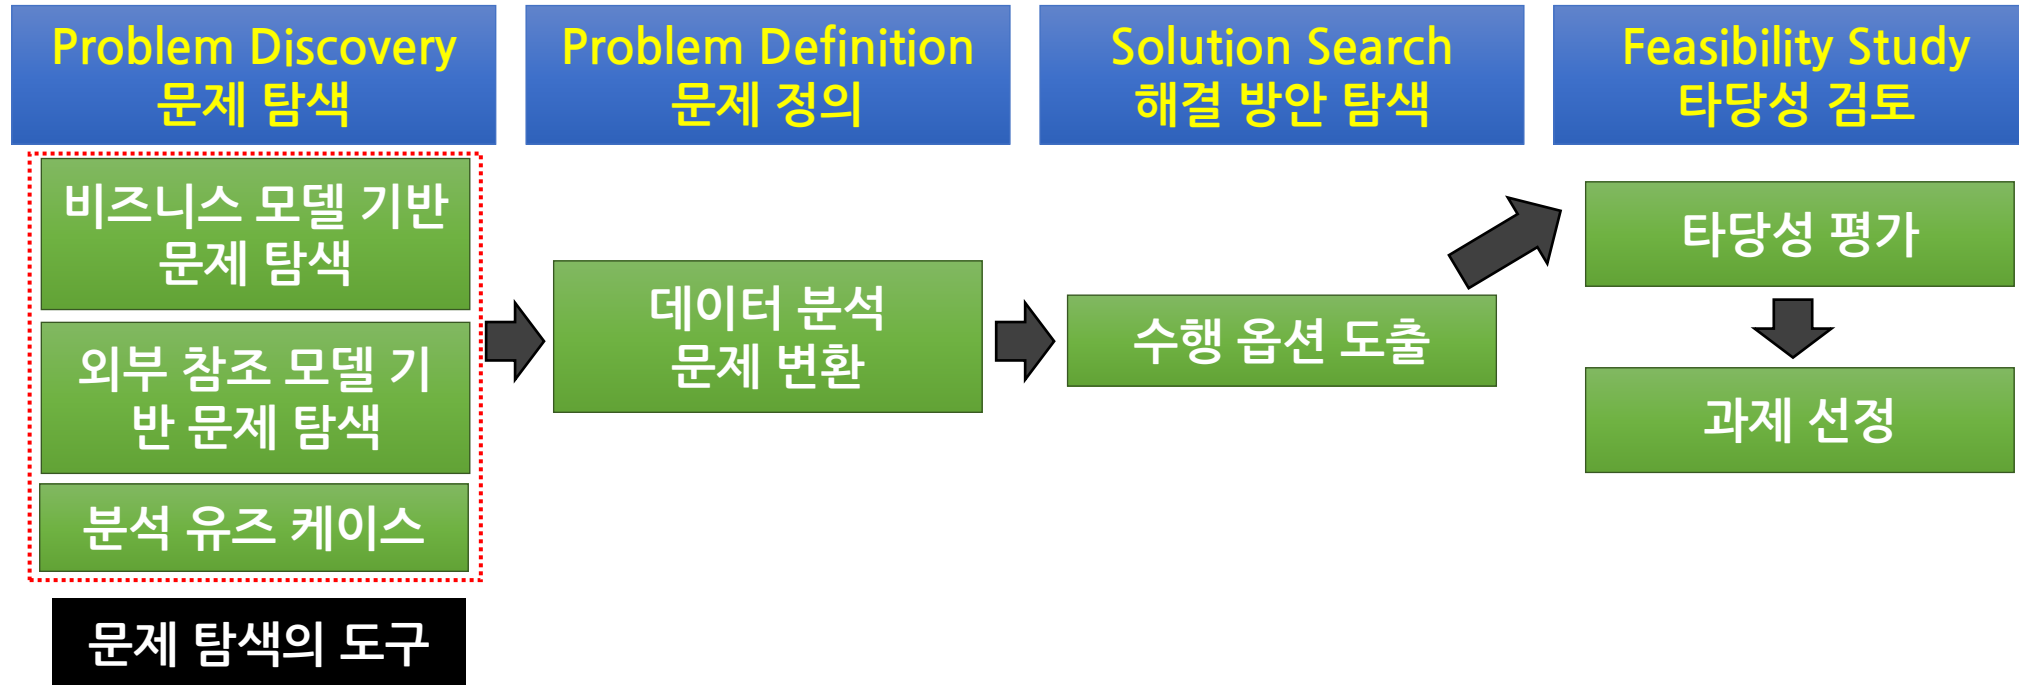 Problem Discovery
문제 탐색
Problem Definition
문제 정의
Solution Search
해결 방안 탐색
Feasibility Study
타당성 검토
비즈니스 모델 기반
문제 탐색
외부 참조 모델 기
반 문제 탐색
분석 유즈 케이스
문제 탐색의 도구
데이터 분석
문제 변환
수행 옵션 도출
타당성 평가
과제 선정